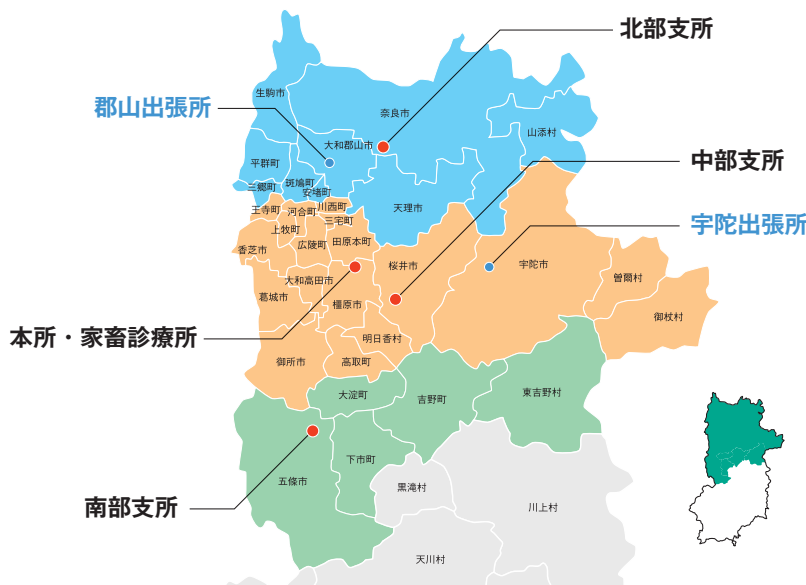 北部支所
生駒市
郡山出張所
奈良市
山添村
大和郡山市
平群町
中部支所
三郷町
斑鳩町
安堵町
王寺町
河合町
川西町
天理市
三宅町
宇陀出張所
上牧町
広陵町
田原本町
香芝市
桜井市
宇陀市
曽爾村
大和高田市
葛城市
橿原市
御杖村
本所・家畜診療所
明日香村
御所市
高取町
大淀町
吉野町
東吉野村
下市町
五條市
黒滝村
南部支所
川上村
天川村